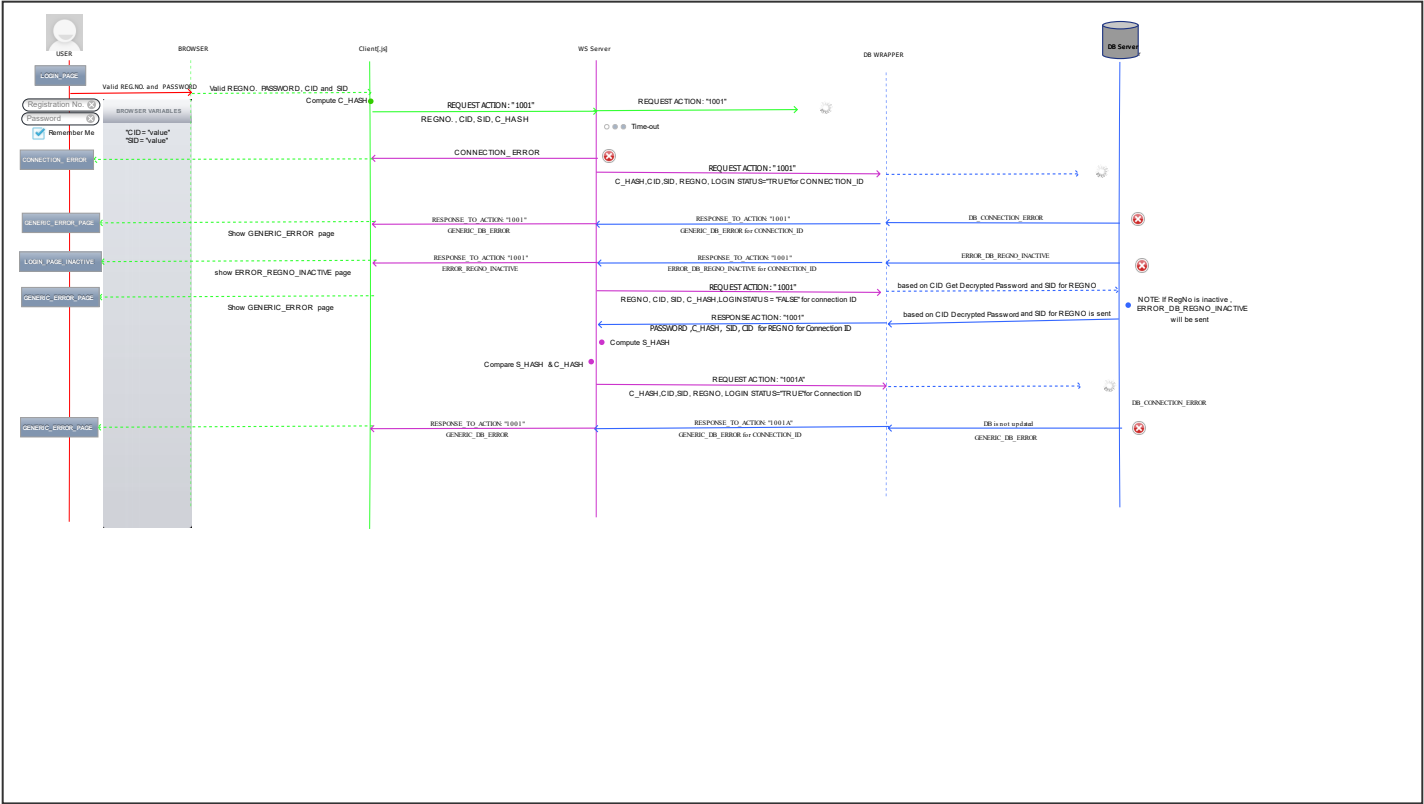 USER
BROWSER
Client[.js]
WS Server
DB WRAPPER
DB Server
LOGIN_PAGE
Valid REG.NO. and PASSWORD
Valid REGNO. PASSWORD, CID and SID
Registration No.
Password
Remember Me
BROWSER VARIABLES
"CID = "value"
"SID = "value"
Compute C_HASH
REQUEST ACTION : "1001"
REGNO. , CID, SID, C_HASH
REQUEST ACTION : "1001"
Time-out
CONNECTION_ ERROR
CONNECTION_ERROR
REQUEST ACTION : "1001"
C_HASH,CID,SID, REGNO, LOGIN STATUS="TRUE"for CONNECTION_ID
GENERIC_ERROR_PAGE
Show GENERIC_ERROR page
RESPONSE_TO_ACTION: "1001"
GENERIC_DB_ERROR
RESPONSE_TO_ACTION: "1001"
GENERIC_DB_ERROR for CONNECTION_ID
DB_CONNECTION_ERROR
LOGIN_PAGE_INACTIVE
show ERROR_REGNO_INACTIVE page
RESPONSE_TO_ACTION: "1001"
ERROR_REGNO_INACTIVE
RESPONSE_TO_ACTION: "1001"
ERROR_DB_REGNO_INACTIVE for CONNECTION_ID
ERROR_DB_REGNO_INACTIVE
GENERIC_ERROR_PAGE
Show GENERIC_ERROR page
REQUEST ACTION : "1001"
REGNO, CID, SID, C_HASH,LOGINSTATUS = "FALSE" for connection ID
based on CID Get Decrypted Password and SID for REGNO
NOTE: If RegNo is inactive ,
ERROR_DB_REGNO_INACTIVE
will be sent
RESPONSE ACTION: "1001"
PASSWORD ,C_HASH , SID, CID for REGNO for Connection ID
based on CID Decrypted Password and SID for REGNO is sent
Compute S_HASH
Compare S_HASH & C_HASH
REQUEST ACTION : "1001A"
C_HASH,CID,SID, REGNO, LOGIN STATUS="TRUE"for Connection ID
DB_CONNECTION_ERROR
GENERIC_ERROR_PAGE
RESPONSE_TO_ACTION: "1001"
GENERIC_DB_ERROR
RESPONSE_TO_ACTION: "1001A"
GENERIC_DB_ERROR for CONNECTION_ID
DB is not updated
GENERIC_DB_ERROR